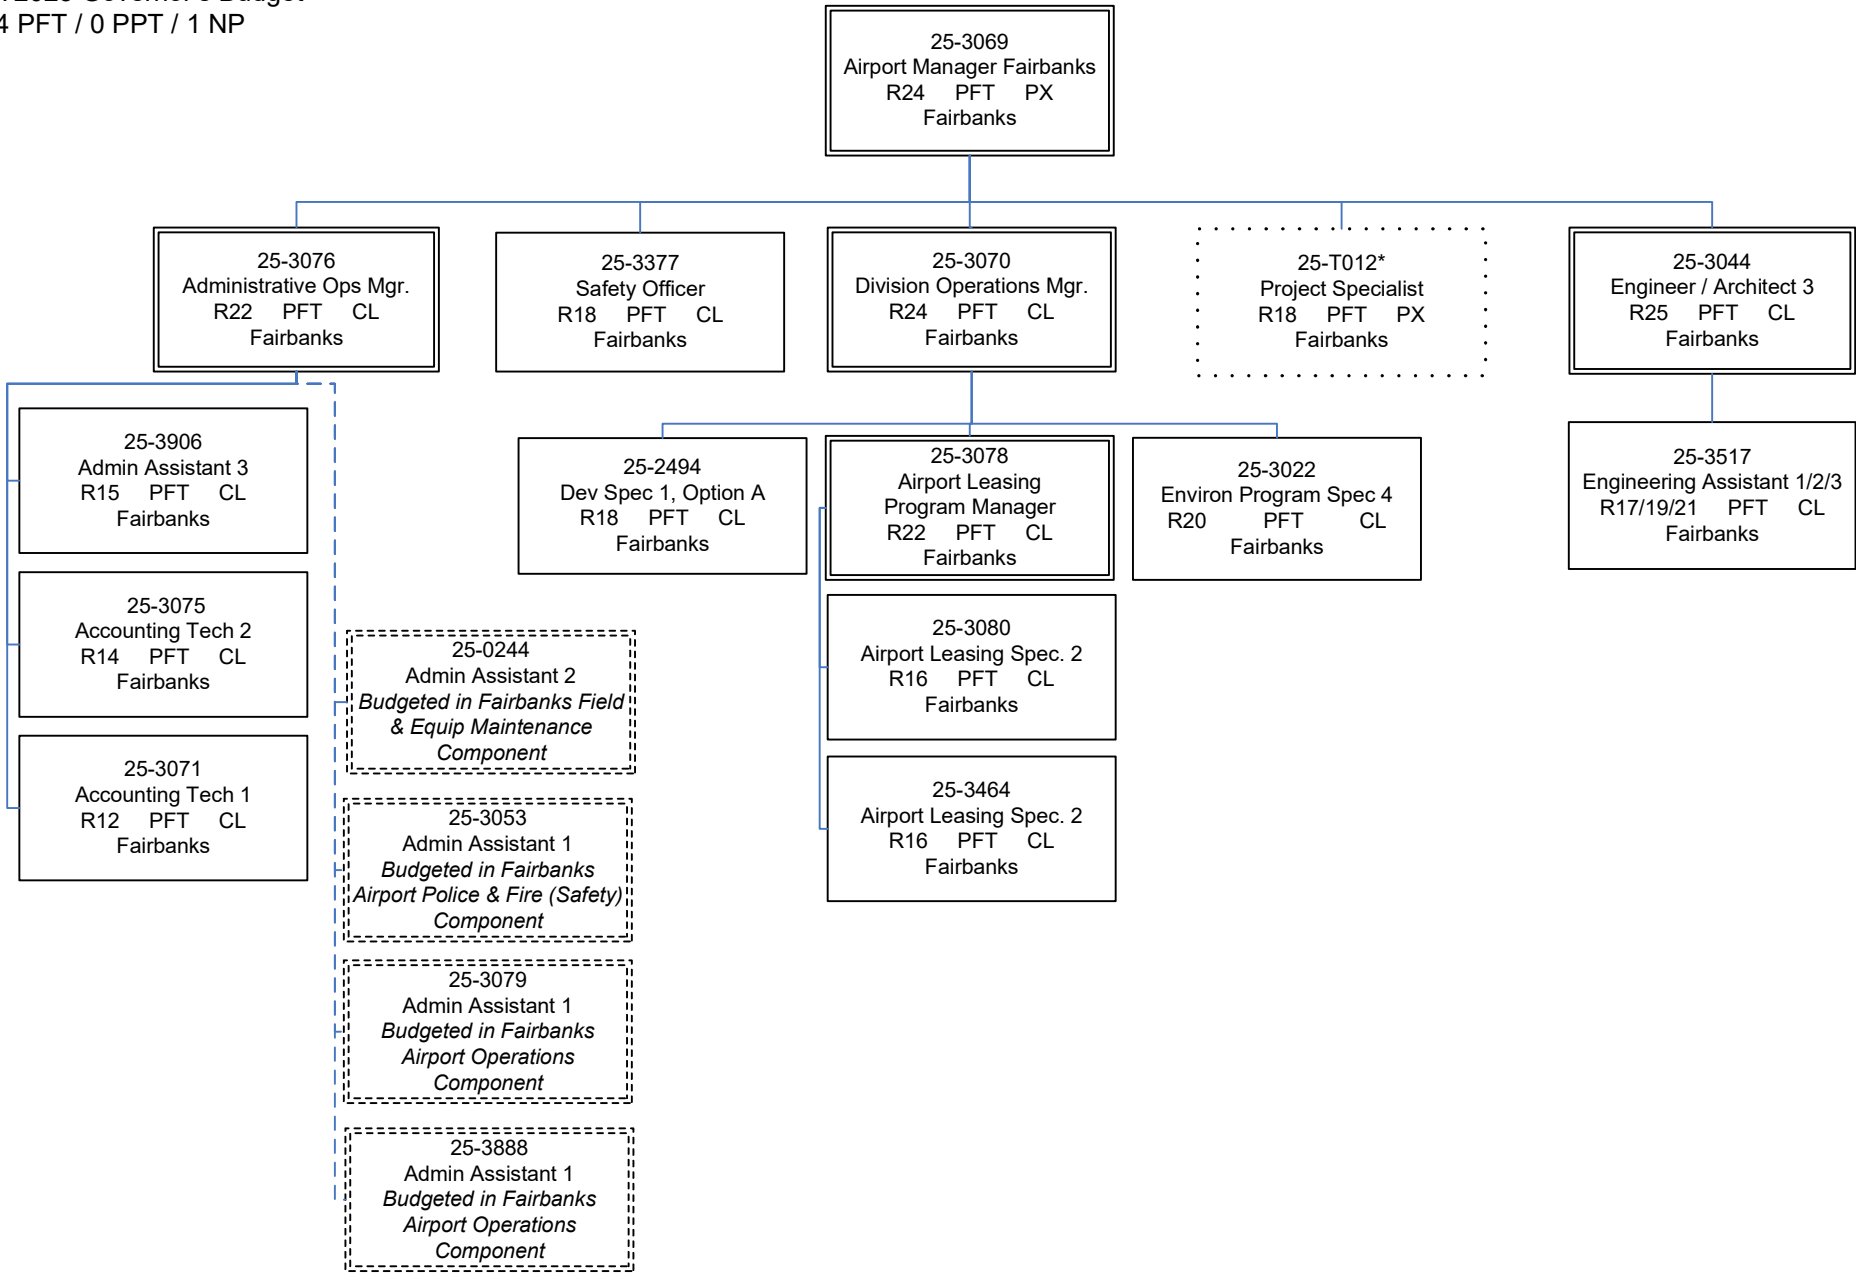 4 PFT / 0 PPT / 1 NP
25-3069
Airport Manager Fairbanks
R24 PFT PX
Fairbanks
25-3076
Administrative Ops Mgr.
R22 PFT CL
Fairbanks
25-3377
Safety Officer
R18 PFT CL
Fairbanks
25-3070
Division Operations Mgr.
R24 PFT CL
Fairbanks
25-T012*
Project Specialist
R18 PFT PX
Fairbanks
25-3044
Engineer / Architect 3
R25 PFT CL
Fairbanks
25-3906
Admin Assistant 3
R15 PFT CL
Fairbanks
25-3075
Accounting Tech 2
R14 PFT CL
Fairbanks
25-3071
Accounting Tech 1
R12 PFT CL
Fairbanks
25-0244
Admin Assistant 2
Budgeted in Fairbanks Field
& Equip Maintenance
Component
25-3053
Admin Assistant 1
Budgeted in Fairbanks
Airport Police & Fire (Safety)
Component
25-3079
Admin Assistant 1
Budgeted in Fairbanks
Airport Operations
Component
25-3888
Admin Assistant 1
Budgeted in Fairbanks
Airport Operations
Component
25-2494
Dev Spec 1, Option A
R18 PFT CL
Fairbanks
25-3078
Airport Leasing
Program Manager
R22 PFT CL
Fairbanks
25-3080
Airport Leasing Spec. 2
R16 PFT CL
Fairbanks
25-3464
Airport Leasing Spec. 2
R16 PFT CL
Fairbanks
25-3022
Environ Program Spec 4
R20 PFT CL
Fairbanks
25-3517
Engineering Assistant 1/2/3
R17/19/21 PFT CL
Fairbanks